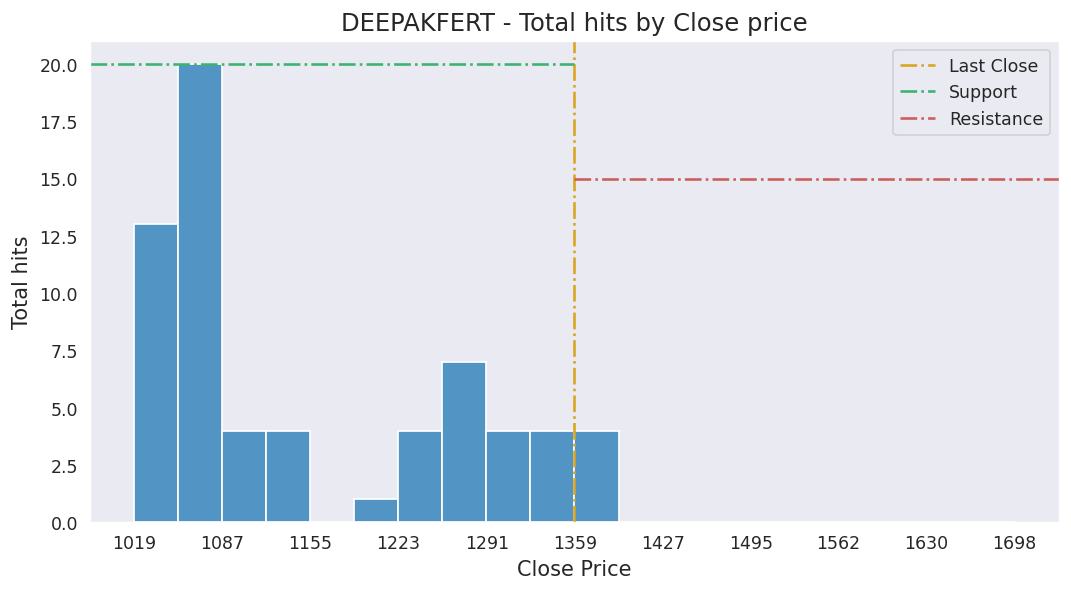 DEEPAKFERT - Total hits by Close price
Last Close
Support
Resistance
Total hits
20.0
17.5
15.0
12.5
10.0
7.5
5.0
2.5
0.0
1019 1087 1155 1223 1291 1359 1427 1495 1562 1630 1698
Close Price